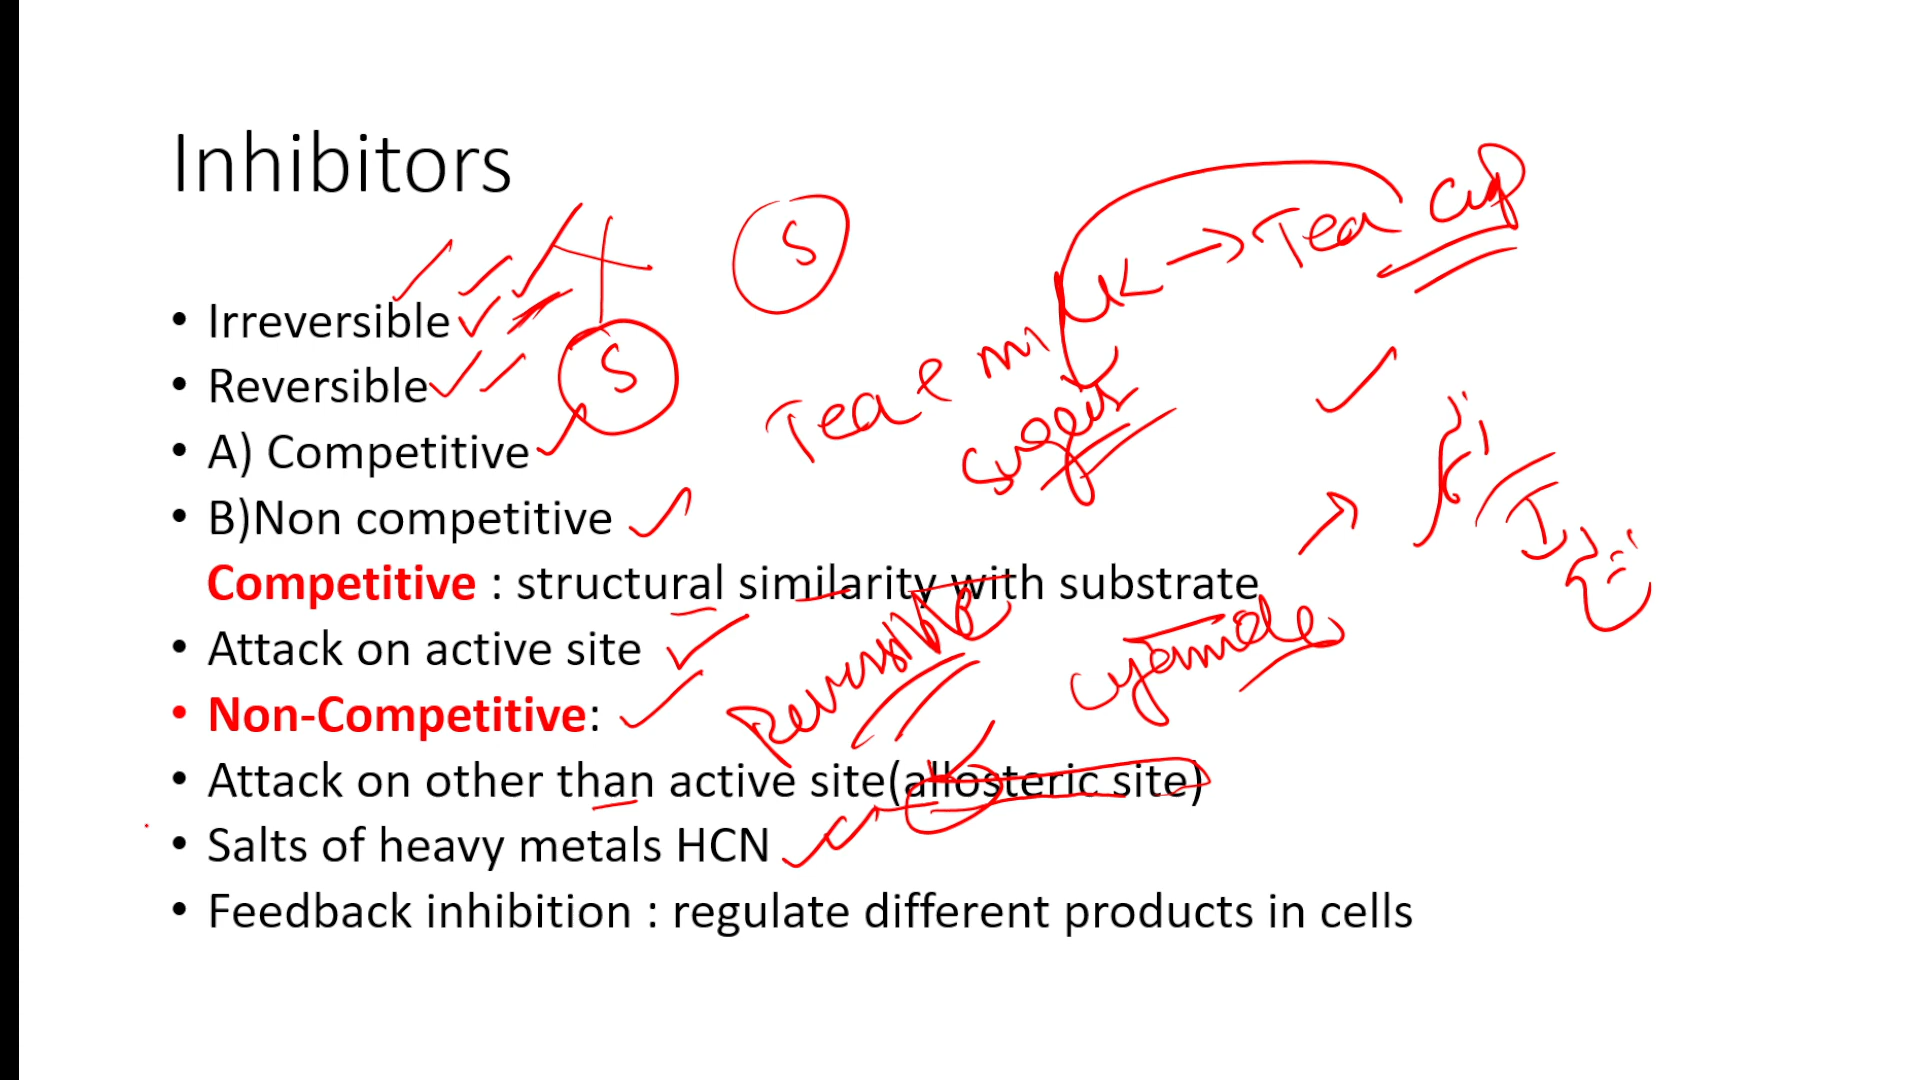 Inhibitors
S
Tea cup
• Irreversible
S
• Reversible
Tea
• A) Competitive
• B)Non competitive
Competitive : structural similarity with substrate
Reversible
cyanide
• Attack on active site
• Non-Competitive:
• Attack on other than active site(allosteric site)
• Salts of heavy metals HCN
• Feedback inhibition : regulate different products in cells